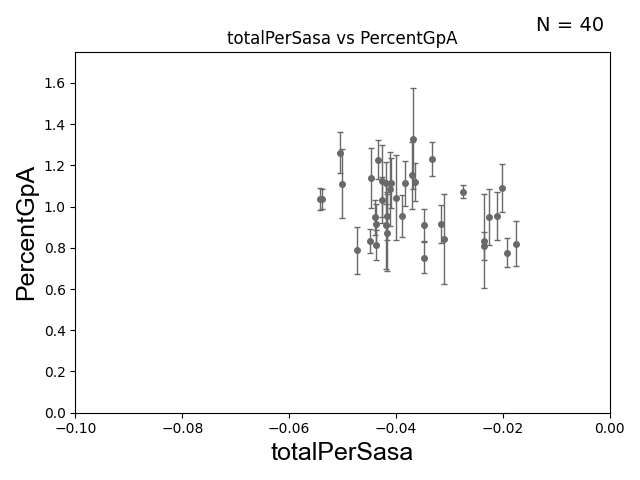 N = 40
totalPerSasa vs PercentGpA
PercentGpA
1.6
1.4
1.2
1.0
0.8
0.6
0.4
0.2
0.0
−0.10 −0.08 −0.06 −0.04 −0.02 0.00
totalPerSasa